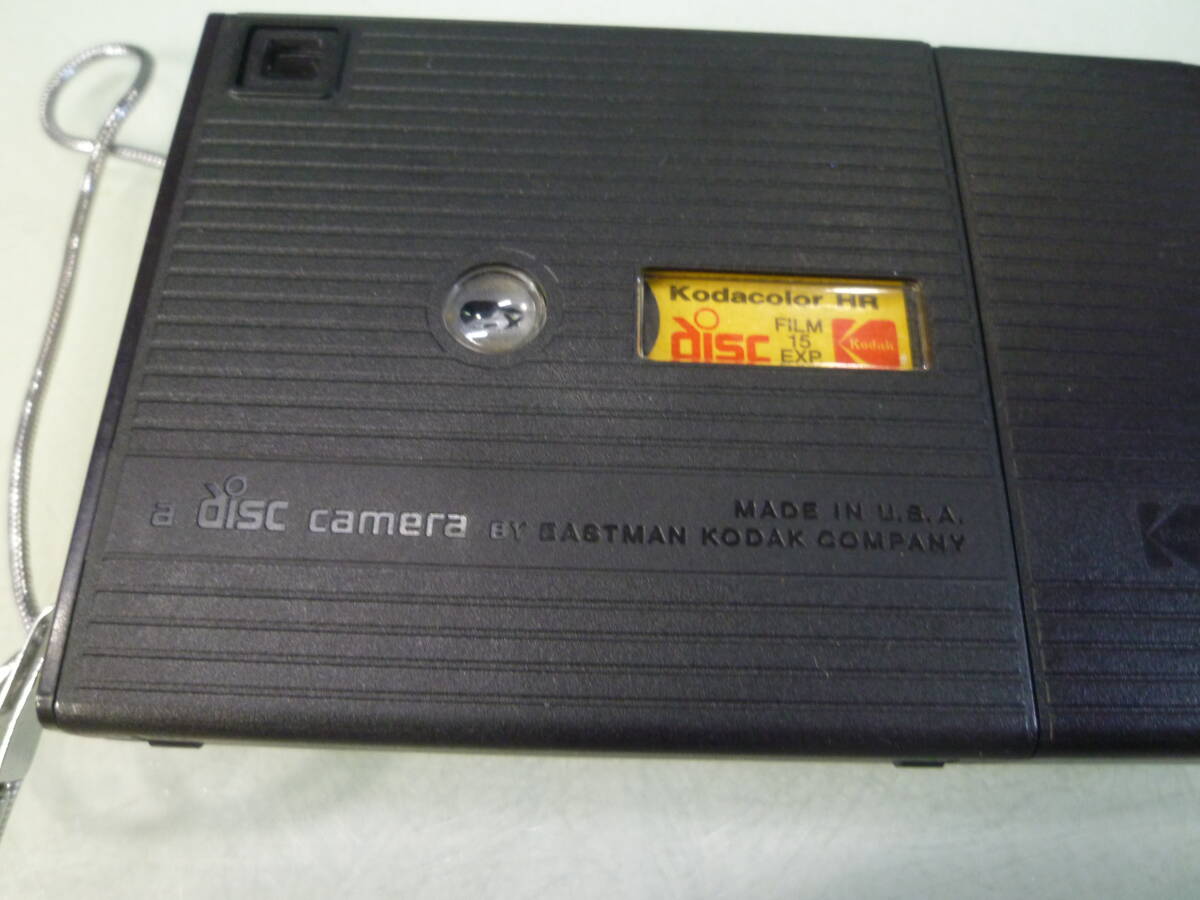 Kodacolor HR
disc
FILM
15
EXP
Kodak
MADE IN U.S.A.
a disc camera BY EASTMAN KODAK COMPANY
K